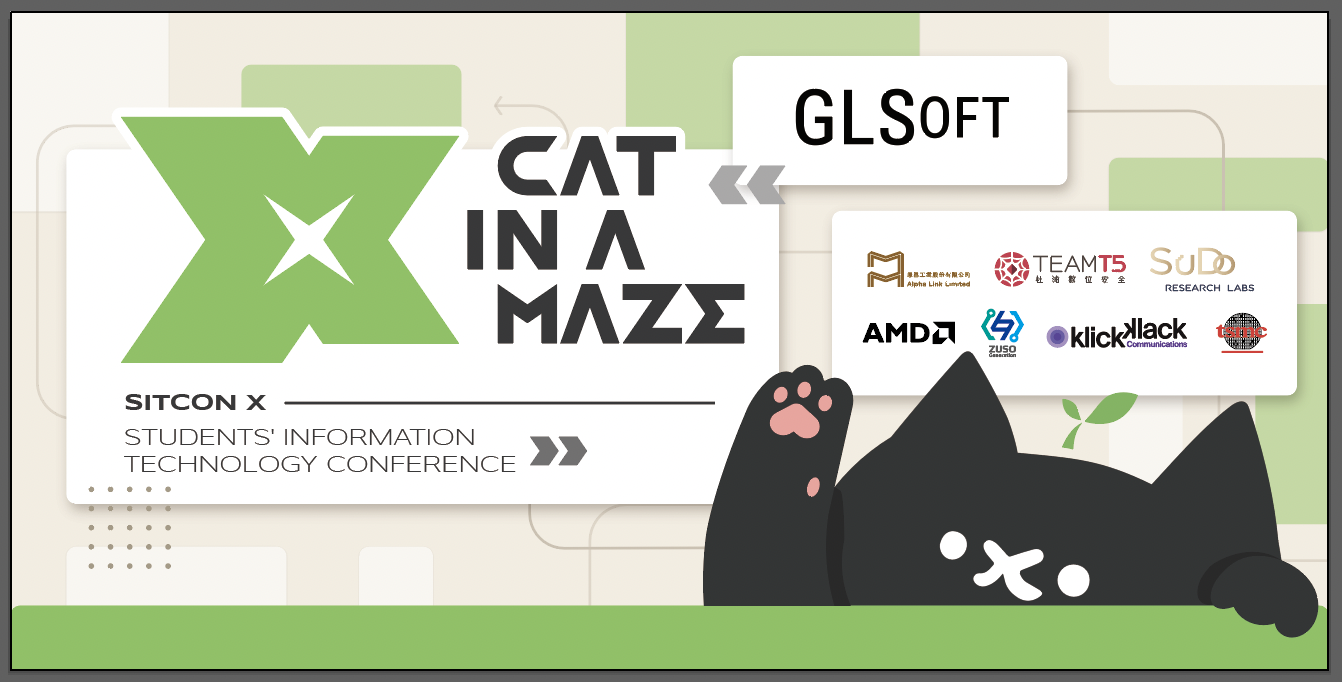 X
CAT
IN A
MAZE
SITCON X
STUDENTS' INFORMATION
TECHNOLOGY CONFERENCE
GLSOFT
Alpha Link Limited
TEAMT5
杜浦數位安全
SUDO
RESEARCH LABS
AMD
ZUSO
Generation
klickklack
Communications
tsmc